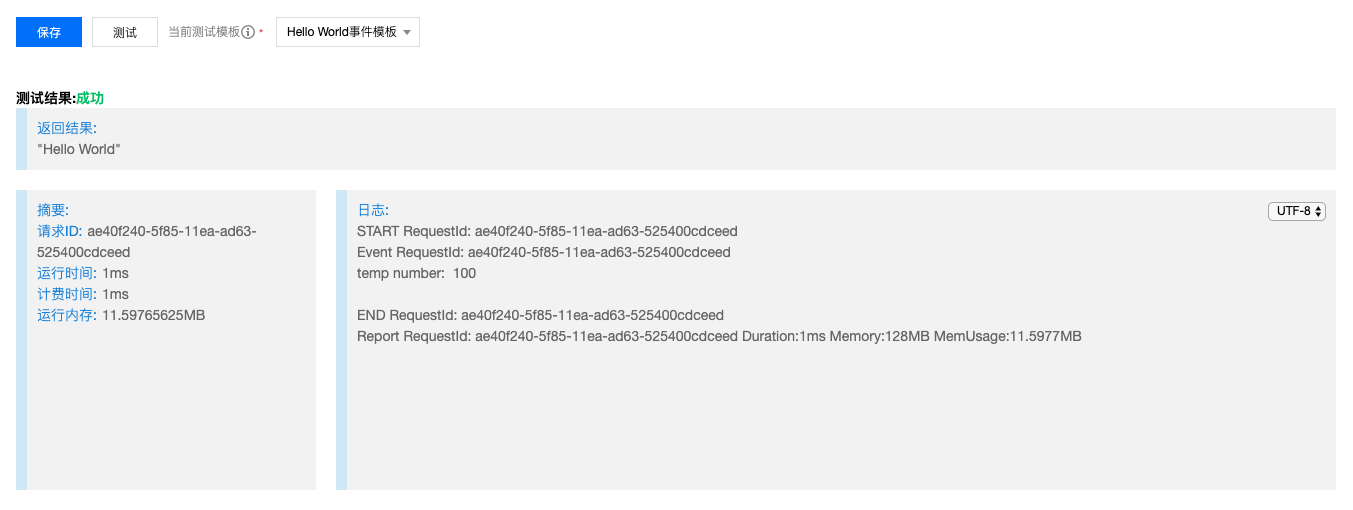 保存 测试 当前测试模板 * Hello World事件模板
测试结果:成功
返回结果:
"Hello World"
摘要:
请求ID: ae40f240-5f85-11ea-ad63-
525400cdceed
运行时间: 1ms
计费时间: 1ms
运行内存: 11.59765625MB
日志: UTF-8
START RequestId: ae40f240-5f85-11ea-ad63-525400cdceed
Event RequestId: ae40f240-5f85-11ea-ad63-525400cdceed
temp number:  100
END RequestId: ae40f240-5f85-11ea-ad63-525400cdceed
Report RequestId: ae40f240-5f85-11ea-ad63-525400cdceed Duration:1ms Memory:128MB MemUsage:11.5977MB